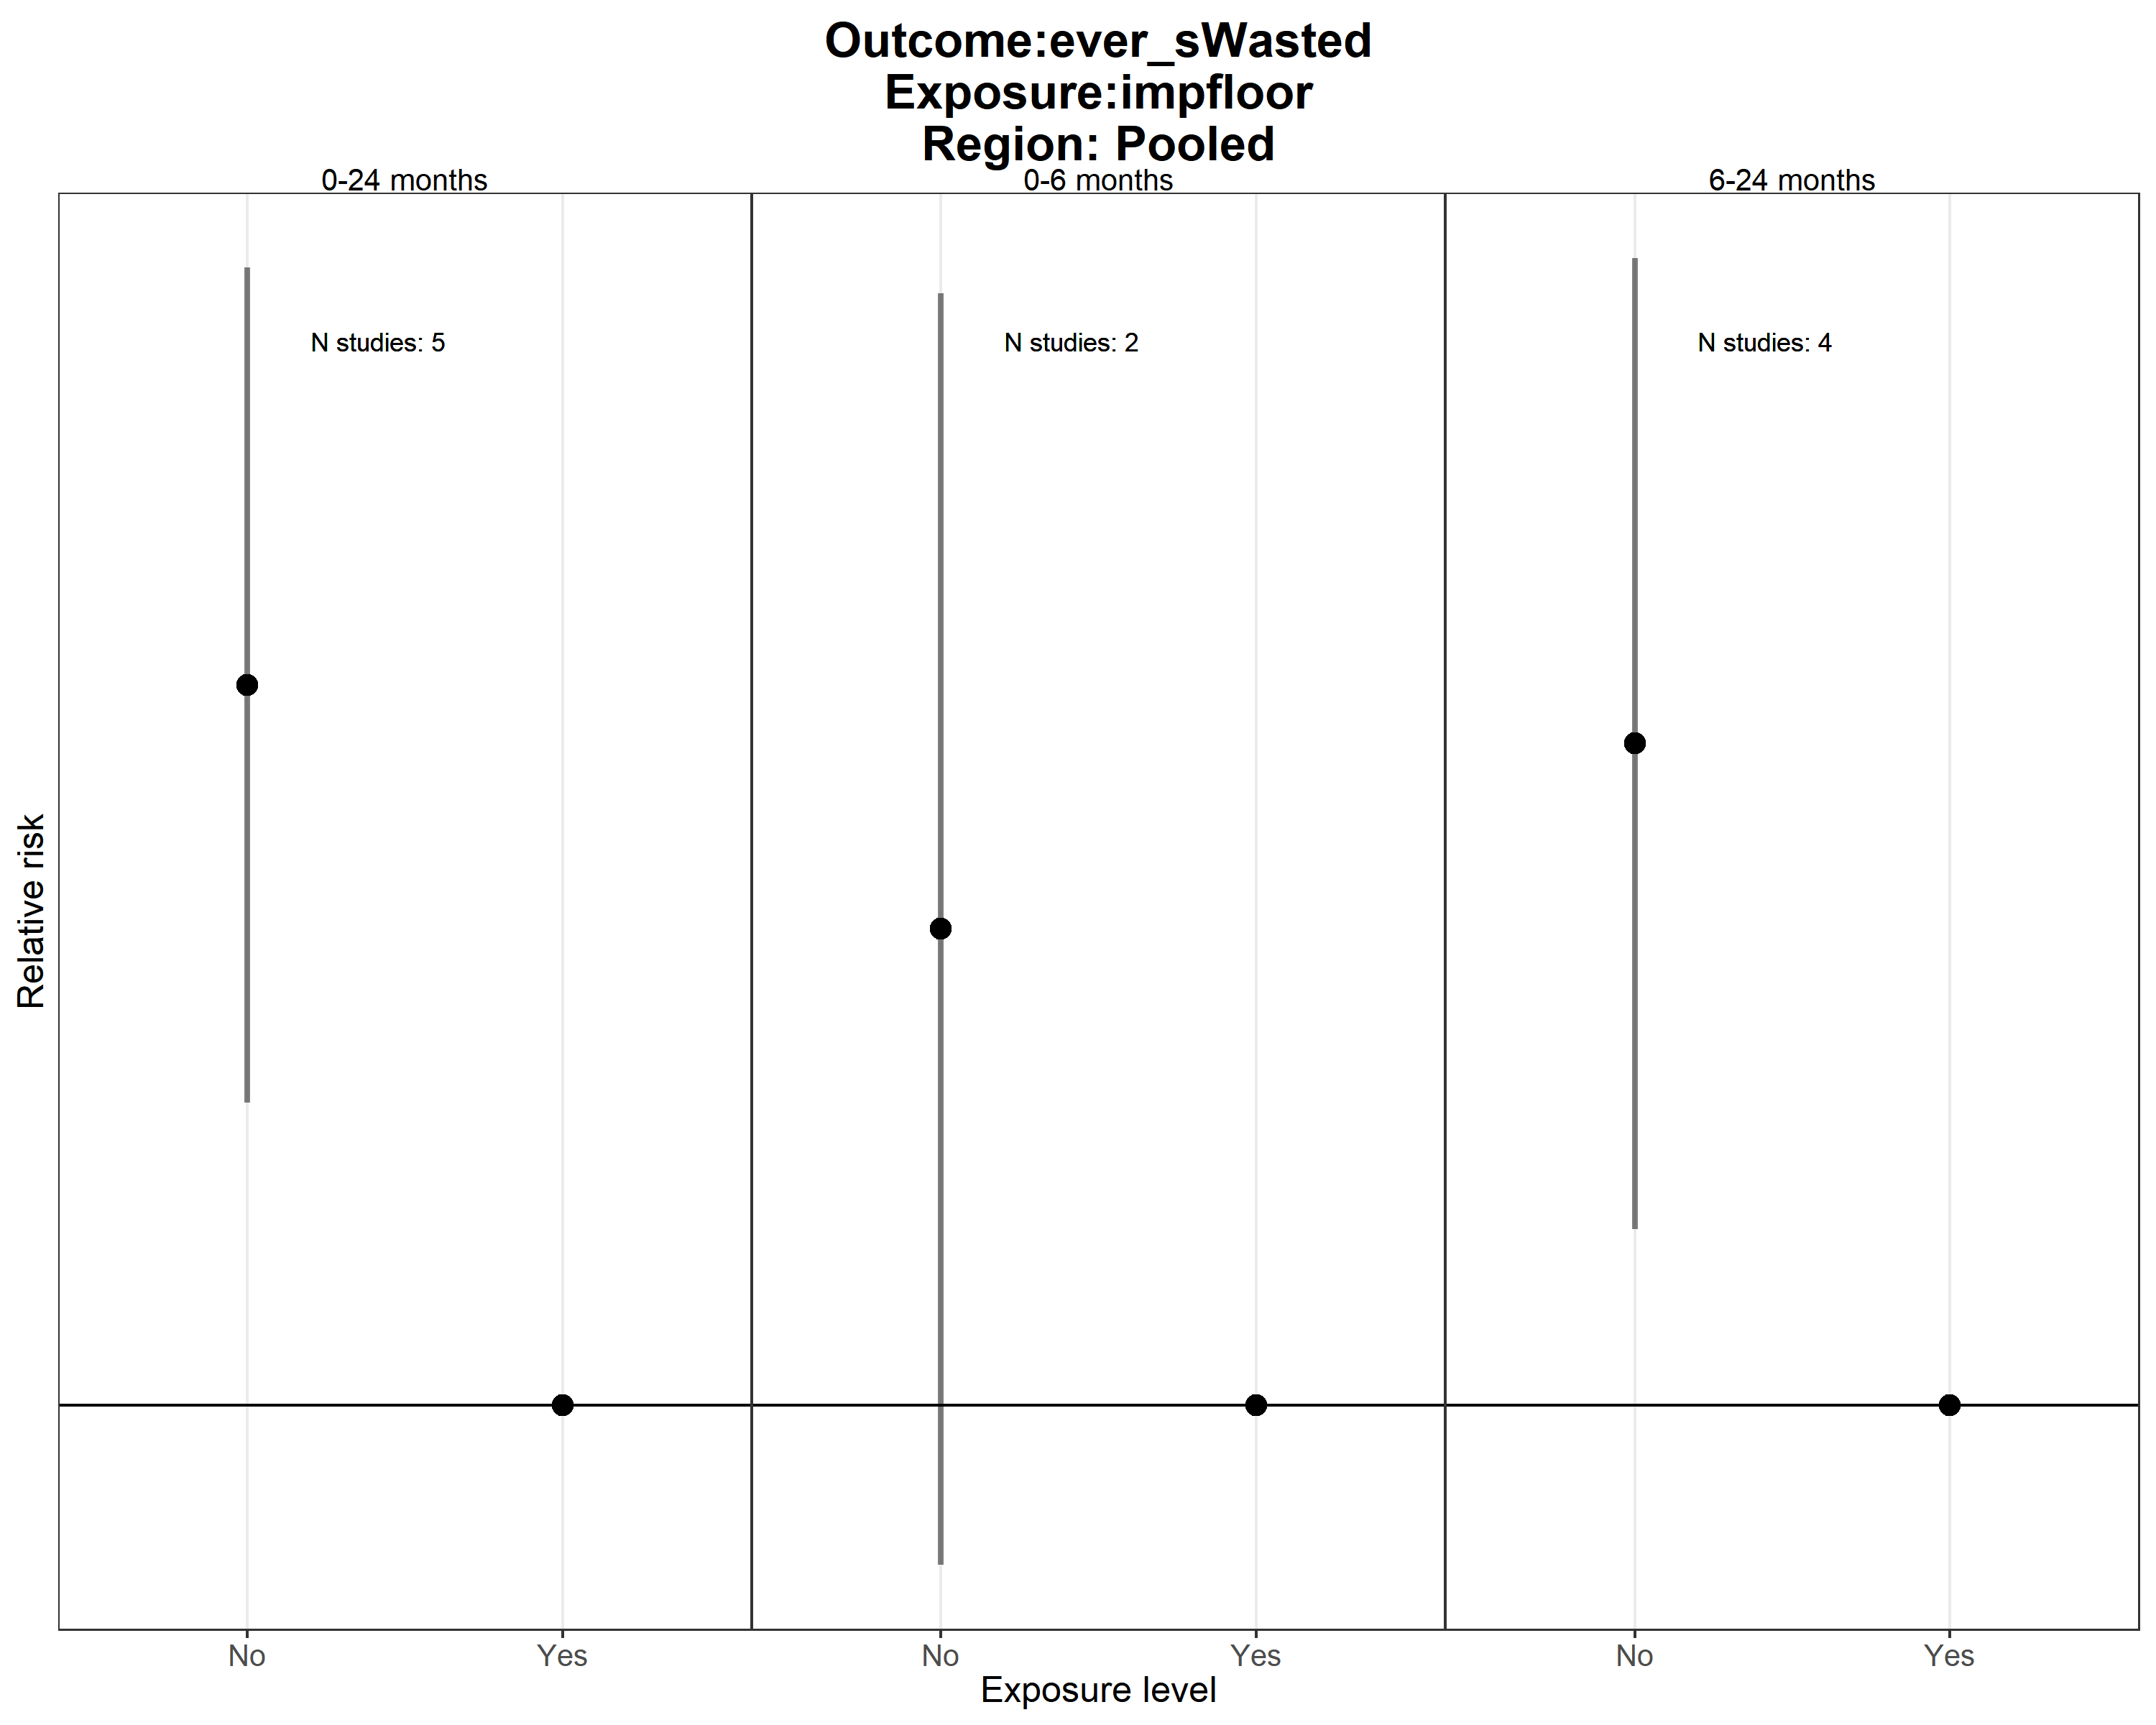 Outcome:ever_sWasted
Exposure:impfloor
Region: Pooled
0-24 months
0-6 months
6-24 months
N studies: 5
N studies: 2
N studies: 4
Relative risk
No
Yes
No
Yes
No
Yes
Exposure level